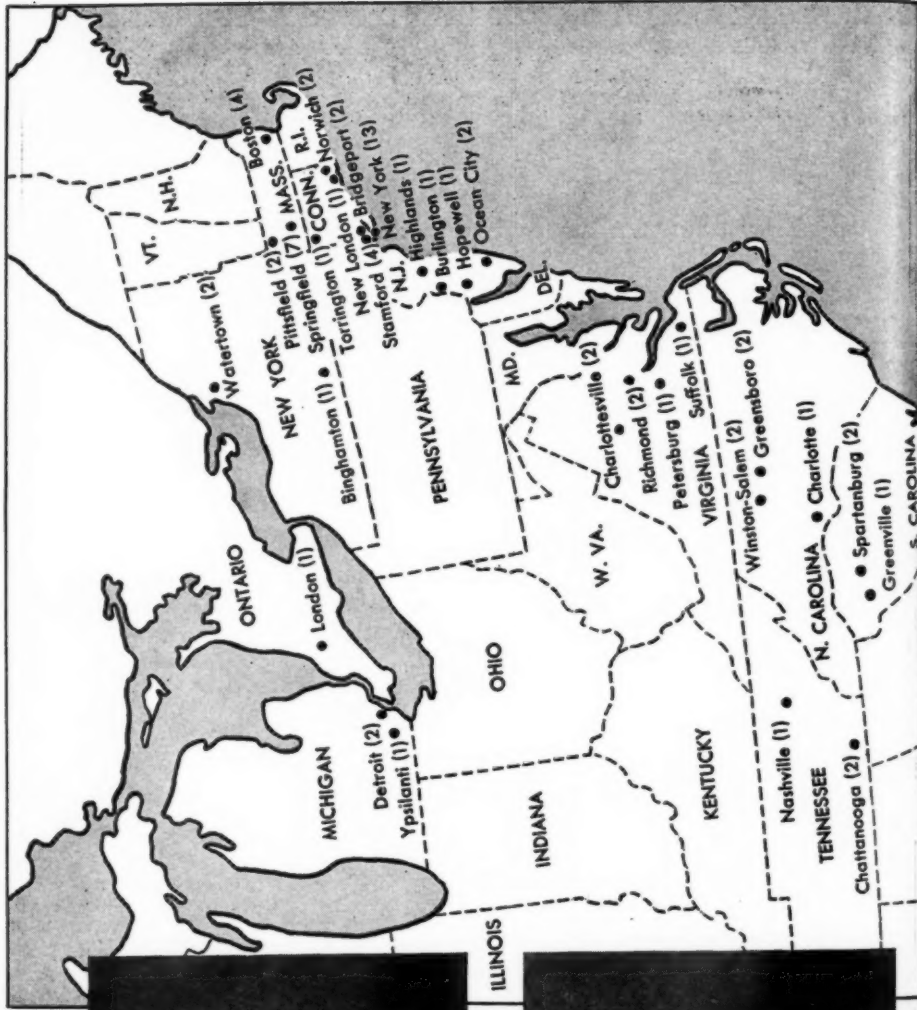 VT.
N.H.
Watertown (2)
Boston (4)
NEW YORK
Pittsfield (2)
MASS.
Springfield (7)
R.I.
CONN.
Norwich (2)
Torrington (1)
New London (1)
Bridgeport (2)
Stamford (4)
New York (13)
Binghamton (1)
N.J.
Highlands (1)
Burlington (1)
Hopewell (1)
Ocean City (2)
ONTARIO
London (1)
MICHIGAN
Detroit (2)
Ypsilanti (1)
PENNSYLVANIA
OHIO
INDIANA
ILLINOIS
MD.
DEL.
W. VA.
Charlottesville (2)
Richmond (2)
Petersburg (1)
VIRGINIA
Suffolk (1)
KENTUCKY
Winston-Salem (2)
Greensboro (2)
Nashville (1)
TENNESSEE
Chattanooga (2)
N. CAROLINA
Charlotte (1)
Spartanburg (2)
Greenville (1)
S. CAROLINA